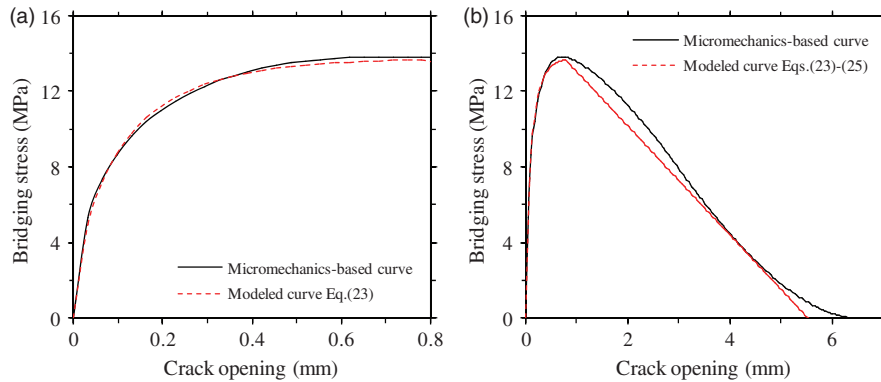 (a)
16
12
8
4
0
Bridging stress (MPa)
Micromechanics-based curve
Modeled curve Eq.(23)
0
0.2
0.4
0.6
0.8
Crack opening (mm)
(b)
16
12
8
4
0
Bridging stress (MPa)
Micromechanics-based curve
Modeled curve Eqs.(23)-(25)
0
2
4
6
Crack opening (mm)